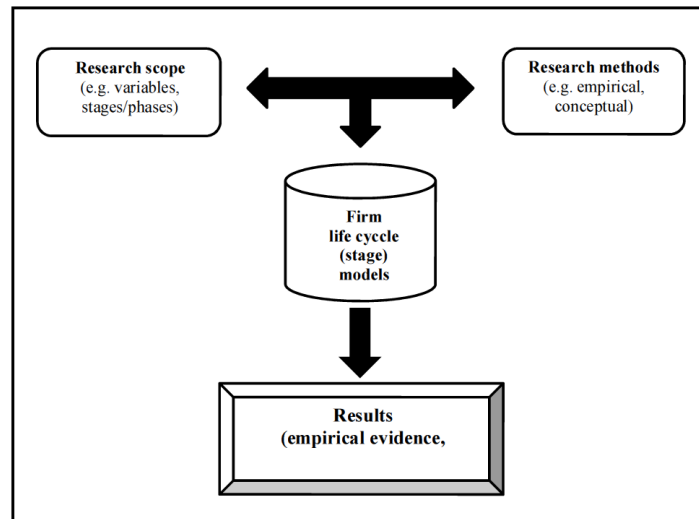 Research scope
(e.g. variables,
stages/phases)
Research methods
(e.g. empirical,
conceptual)
Firm
life cyccle
(stage)
models
Results
(empirical evidence,